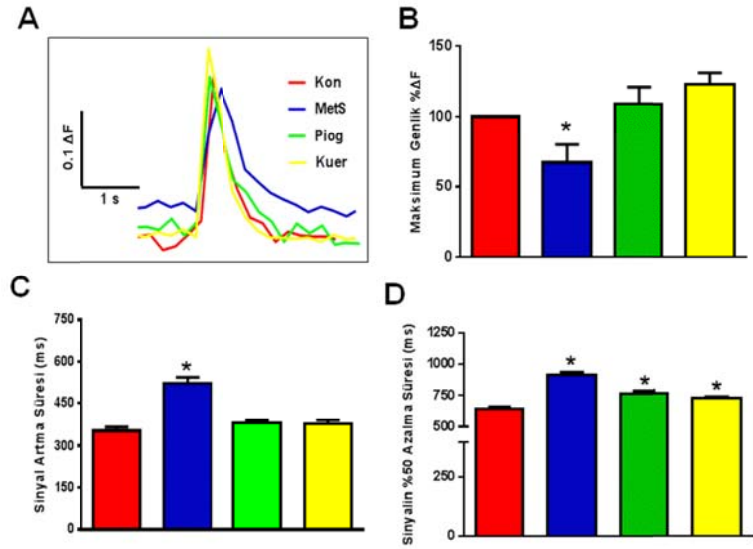 A
Kon
MetS
Piog
Kuer
0.1 ΔF
1 s
B
Maksimum Genlik %ΔF
150
100
50
0
*
C
Sinyal Artma Süresi (ms)
750
600
450
300
150
0
*
D
Sinyalin %50 Azalma Süresi (ms)
1250
1000
750
500
250
0
*
*
*